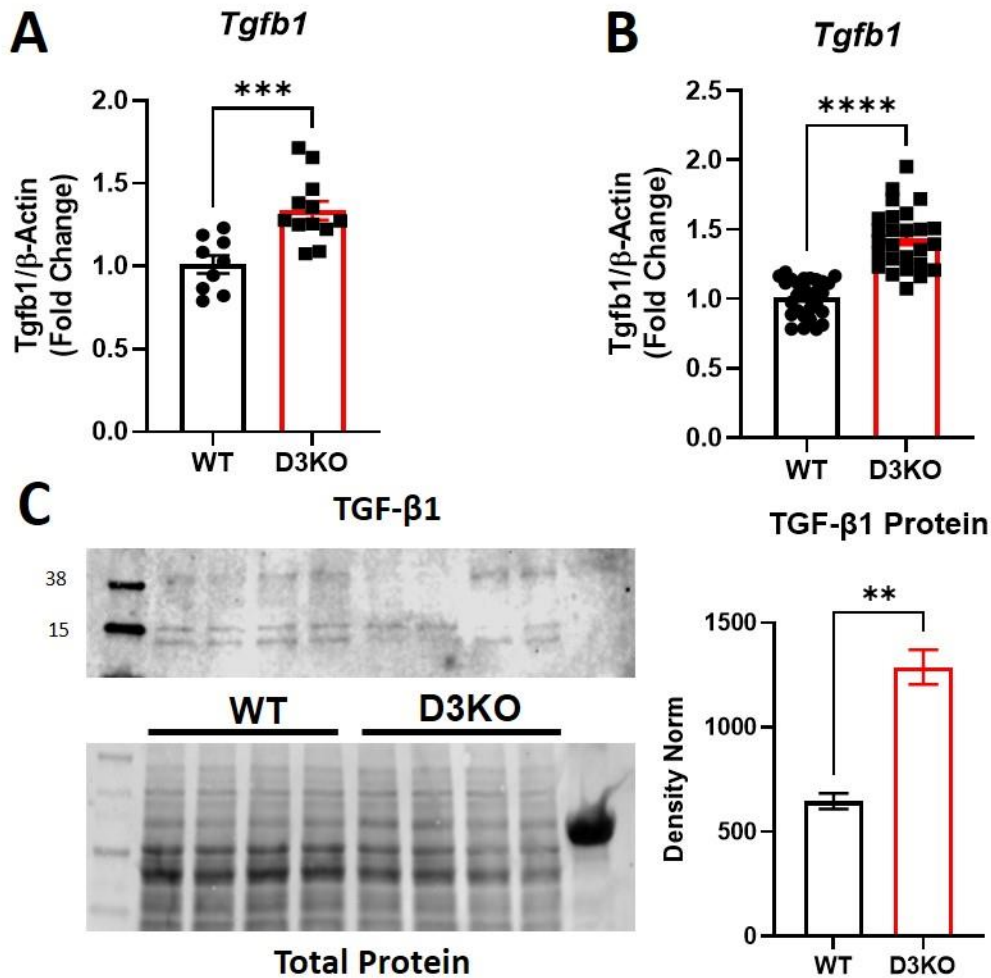 A
Tgfb1
Tgfb1/β-Actin
(Fold Change)
2.0
1.5
1.0
0.5
0.0
***
WT
D3KO
B
Tgfb1
Tgfb1/β-Actin
(Fold Change)
2.5
2.0
1.5
1.0
0.5
0.0
****
WT
D3KO
C
TGF-β1
38
15
WT
D3KO
Total Protein
TGF-β1 Protein
Density Norm
1500
1000
500
0
**
WT
D3KO